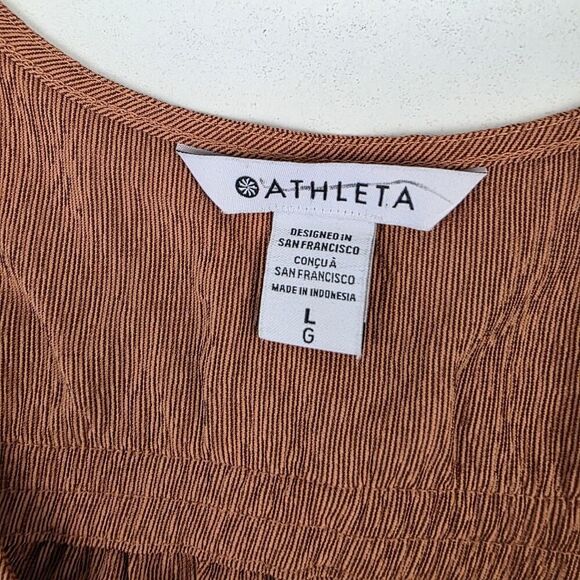 ATHLETA
DESIGNED IN
SAN FRANCISCO
CONÇU À
SAN FRANCISCO
MADE IN INDONESIA
L
G